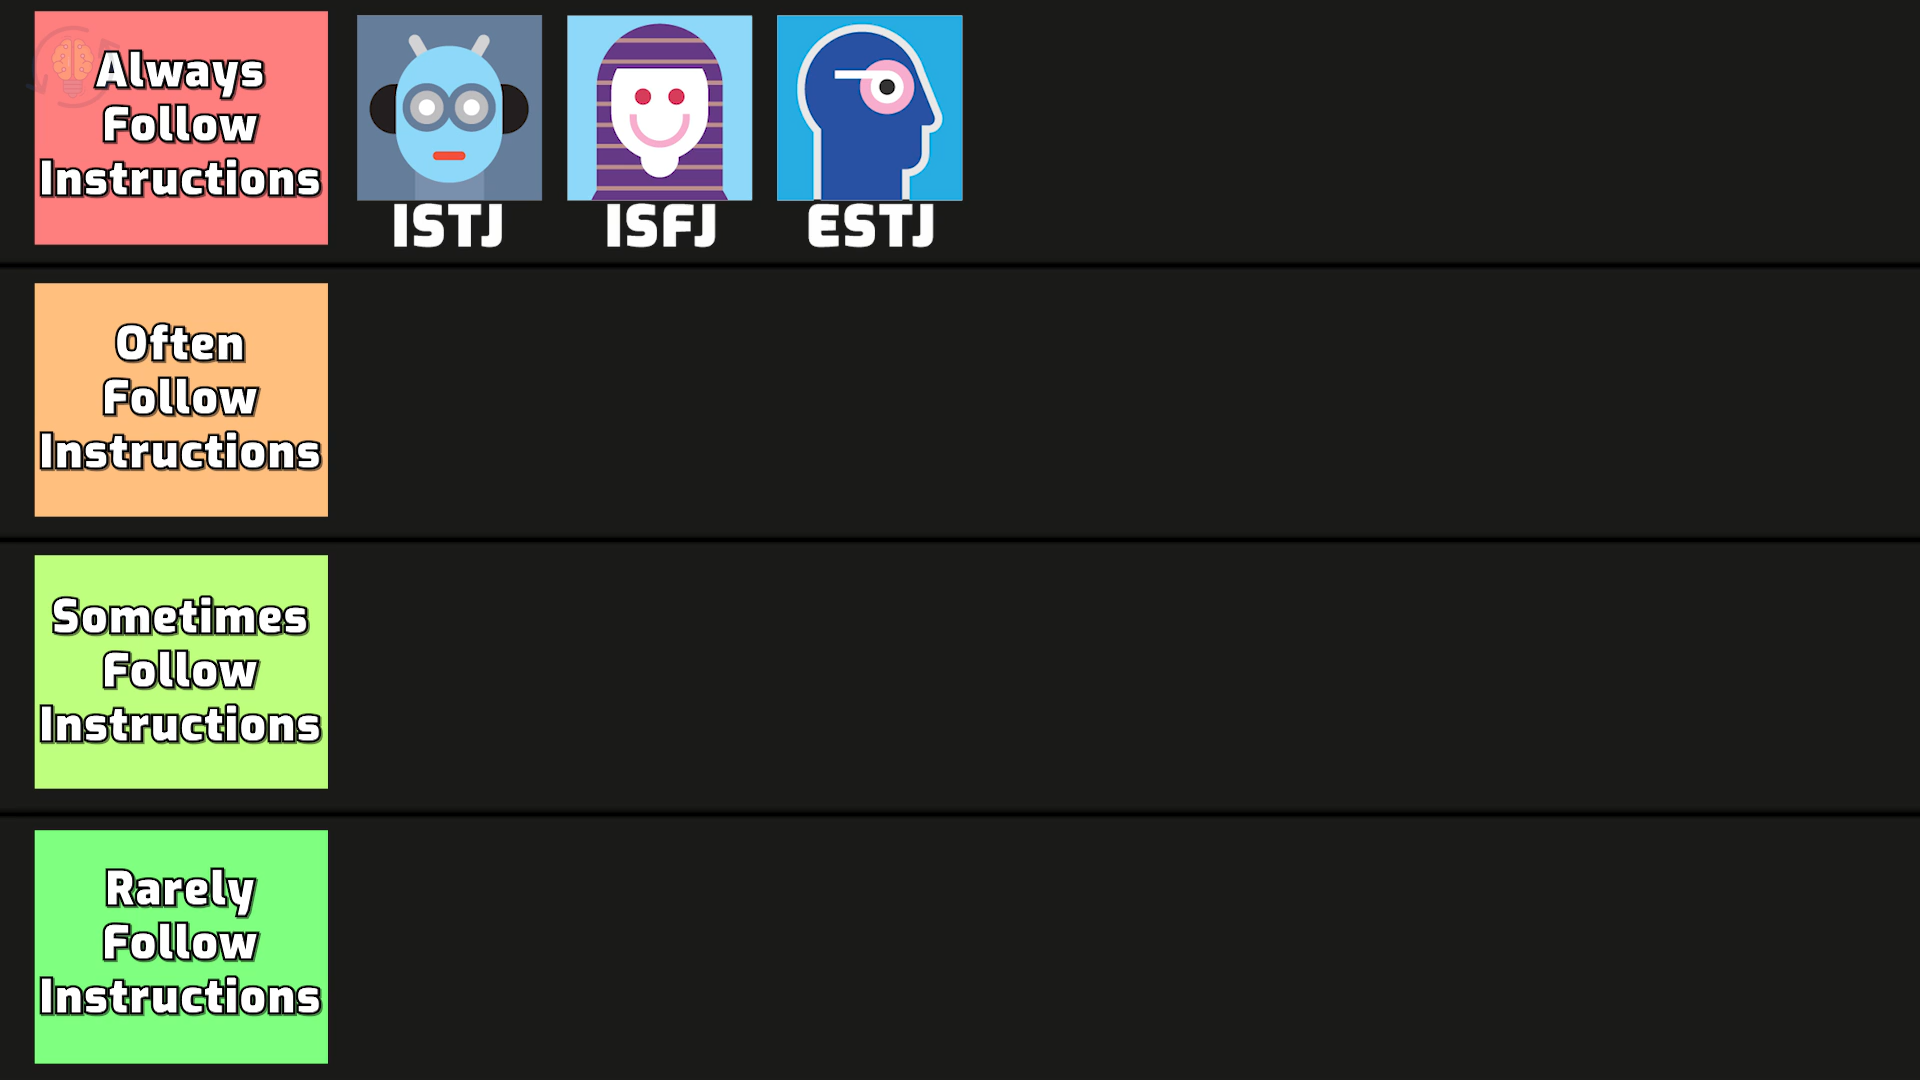 Always
Follow
Instructions
ISTJ
ISFJ
ESTJ
Often
Follow
Instructions
Sometimes
Follow
Instructions
Rarely
Follow
Instructions